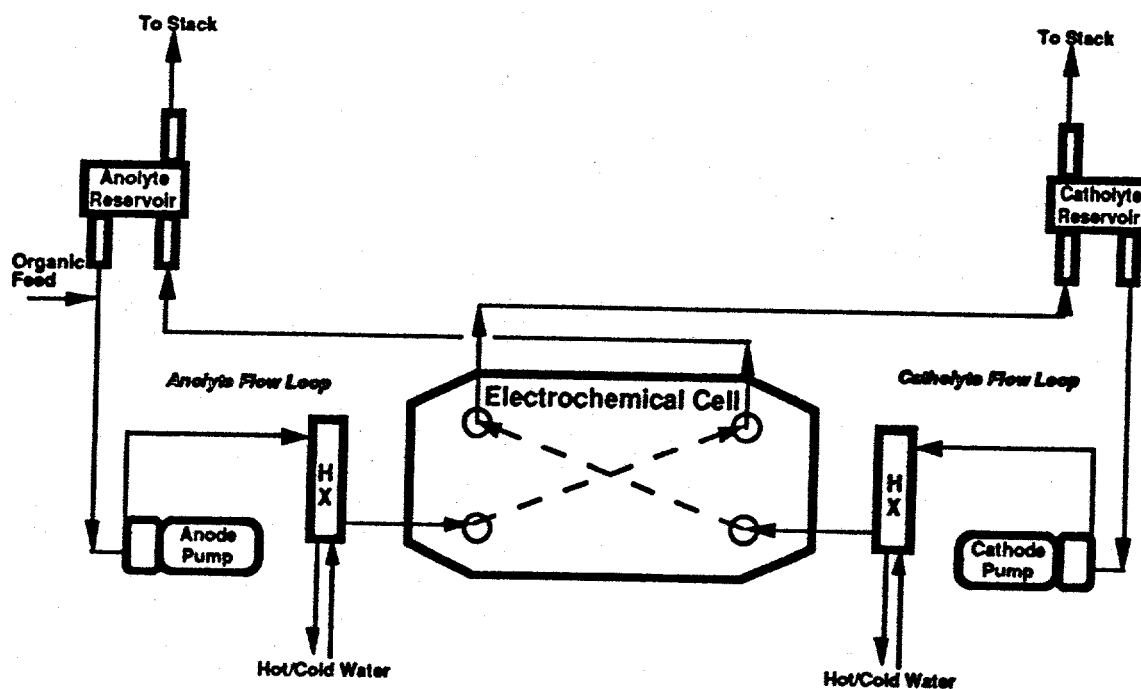 To Stack
To Stack
Anolyte
Reservoir
Catholyte
Reservoir
Organic
Feed
Anolyte Flow Loop
Catholyte Flow Loop
Electrochemical Cell
H
X
H
X
Anode
Pump
Cathode
Pump
Hot/Cold Water
Hot/Cold Water